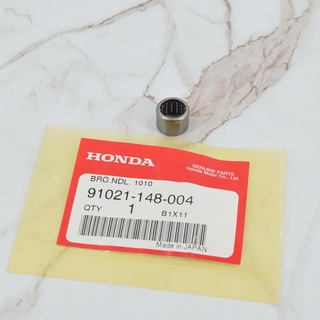 HONDA
GENUINE PARTS
Honda Motor Co., Ltd.
BRG.NDL. 1010
91021-148-004
QTY 1 B1X11
Made in JAPAN